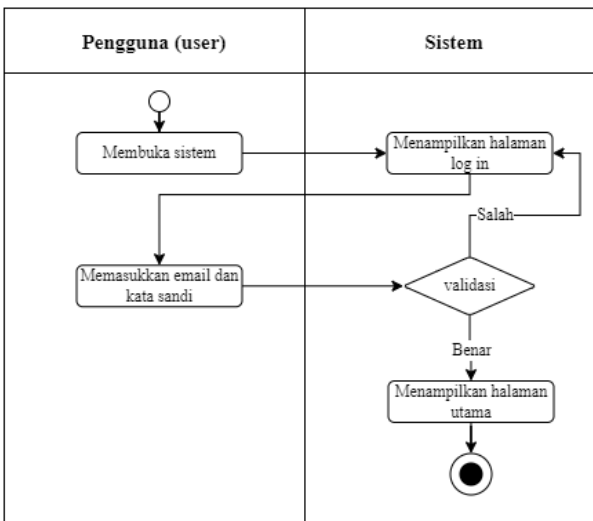 Pengguna (user)
Sistem
Membuka sistem
Menampilkan halaman
log in
Salah
Memasukkan email dan
kata sandi
validasi
Benar
Menampilkan halaman
utama